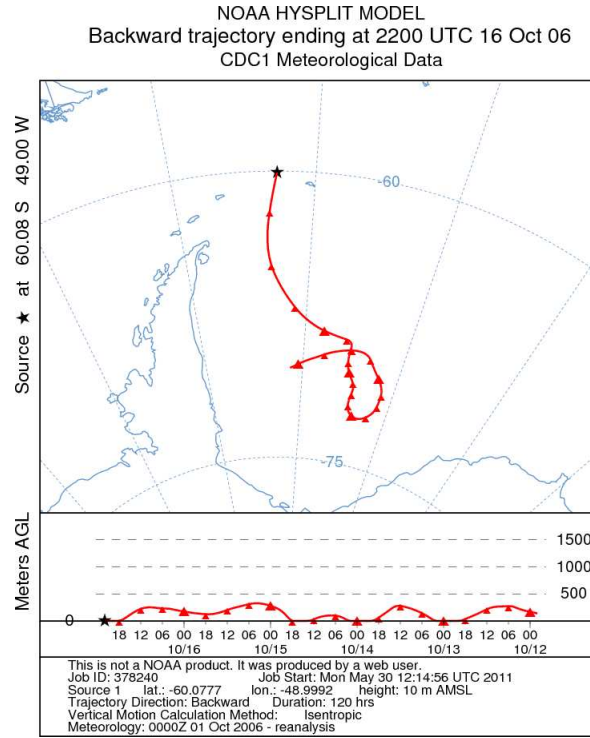 NOAA HYSPLIT MODEL
Backward trajectory ending at 2200 UTC 16 Oct 06
CDC1 Meteorological Data
Source ★ at 60.08 S 49.00 W
-60
-75
Meters AGL
1500
1000
500
0
18 12 06 00 18 12 06 00 18 12 06 00 18 12 06 00 18 12 06 00
10/16 10/15 10/14 10/13 10/12
This is not a NOAA product. It was produced by a web user.
Job ID: 378240 Job Start: Mon May 30 12:14:56 UTC 2011
Source 1 lat.: -60.0777 lon.: -48.9992 height: 10 m AMSL
Trajectory Direction: Backward Duration: 120 hrs
Vertical Motion Calculation Method: Isentropic
Meteorology: 0000Z 01 Oct 2006 - reanalysis